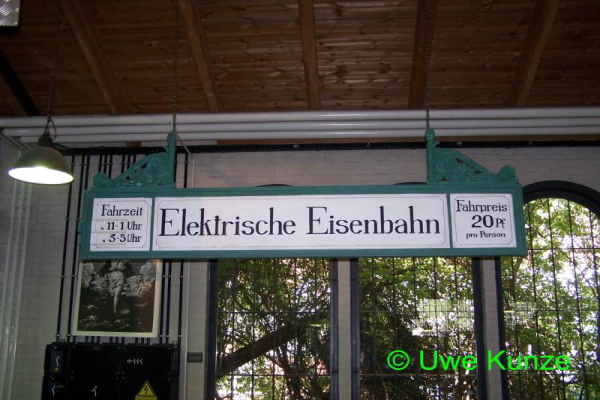 Fahrzeit
v. 11-1 Uhr
v. 3-5 Uhr
Elektrische Eisenbahn
Fahrpreis
20 Pf
pro Person
© Uwe Kunze